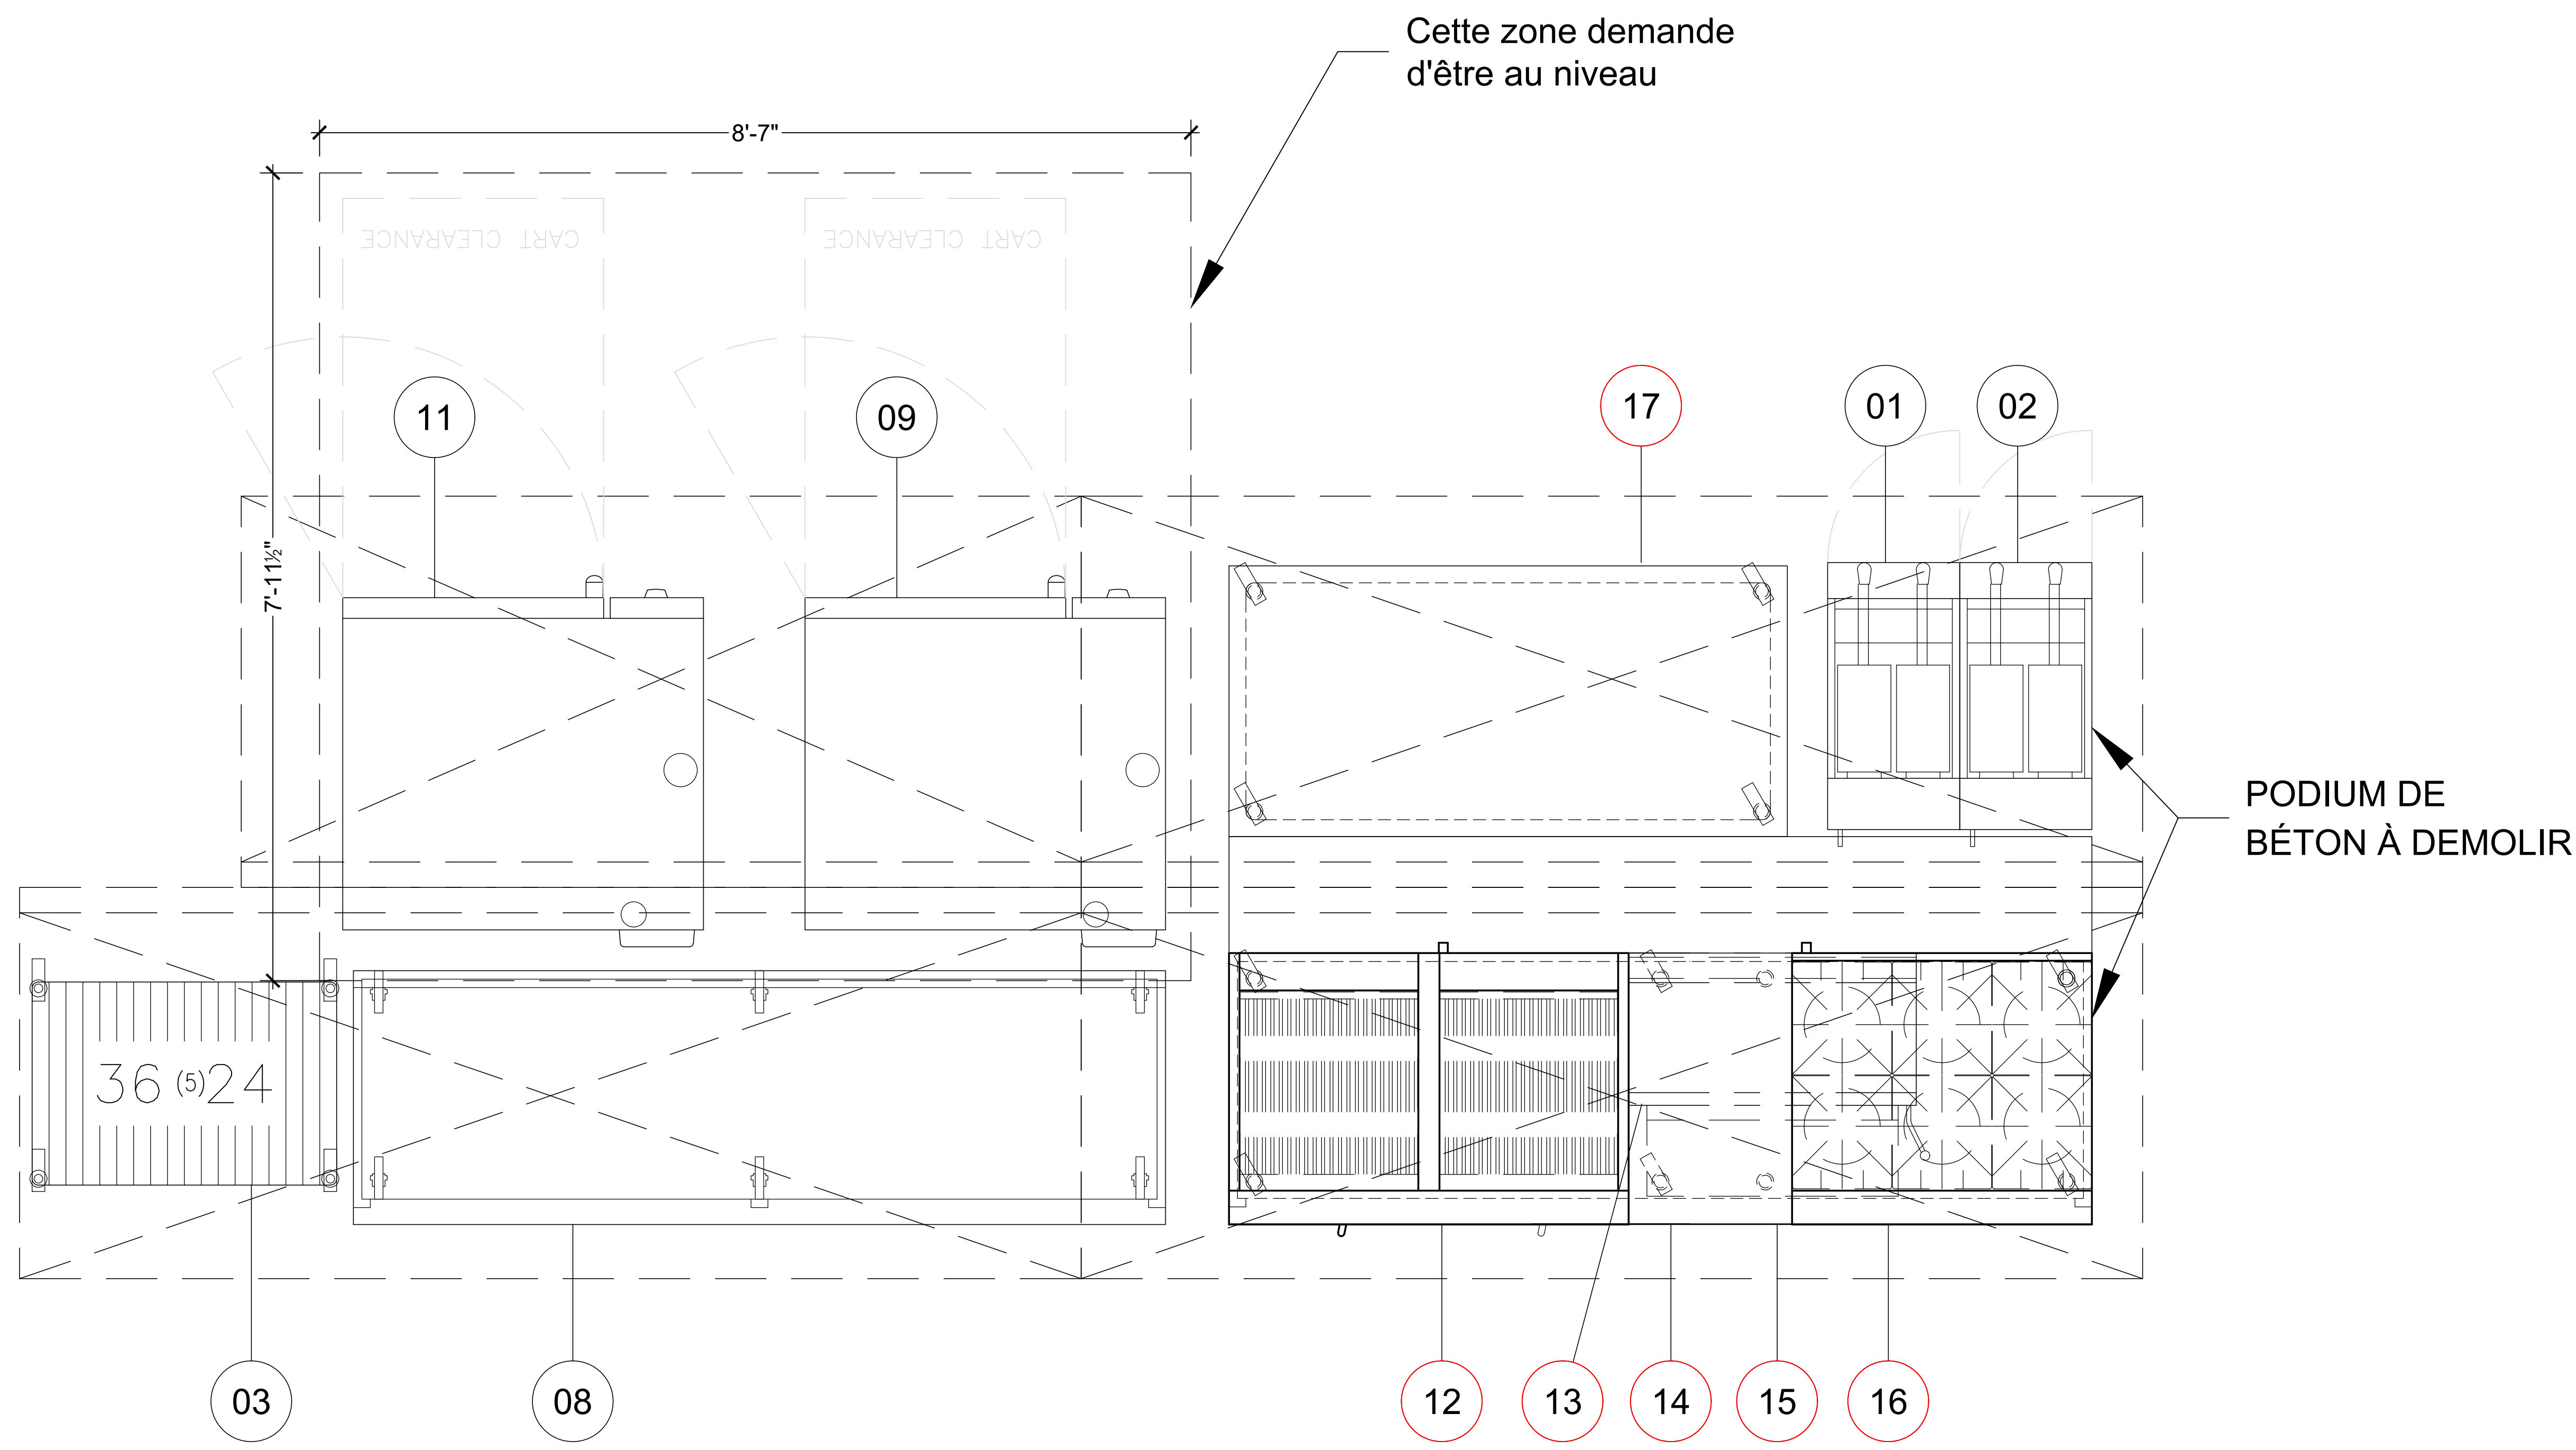 Cette zone demande
d'être au niveau
8'-7"
CART CLEARANCE
CART CLEARANCE
7'-11½"
11
09
17
01
02
PODIUM DE
BÉTON À DEMOLIR
36 (5)24
03
08
12
13
14
15
16